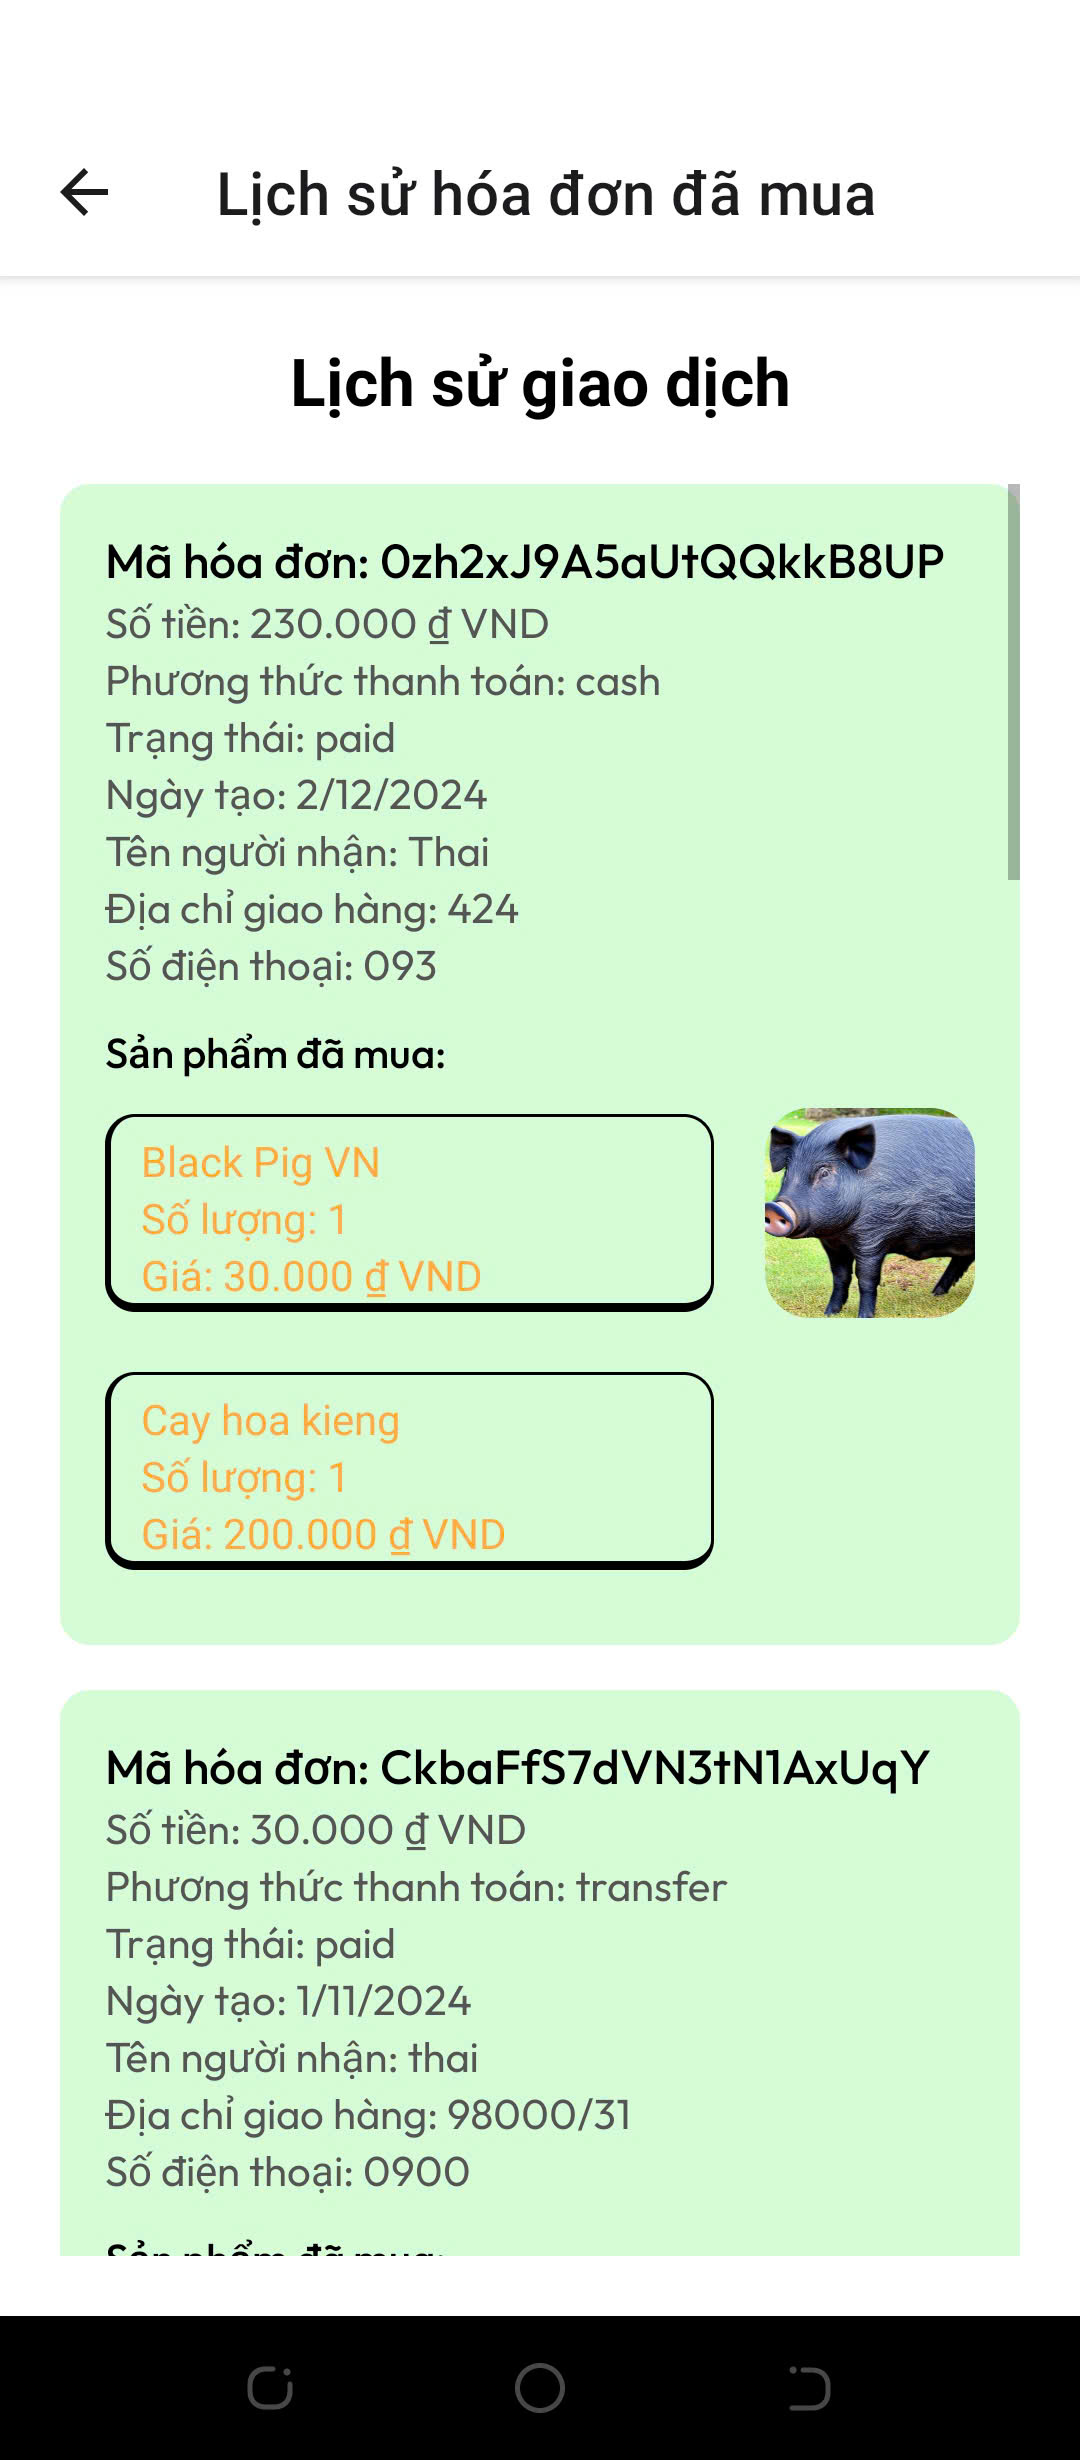 Lịch sử hóa đơn đã mua
Lịch sử giao dịch
Mã hóa đơn: 0zh2xJ9A5aUtQQkkB8UP
Số tiền: 230.000 ₫ VND
Phương thức thanh toán: cash
Trạng thái: paid
Ngày tạo: 2/12/2024
Tên người nhận: Thai
Địa chỉ giao hàng: 424
Số điện thoại: 093
Sản phẩm đã mua:
Black Pig VN
Số lượng: 1
Giá: 30.000 ₫ VND
Cay hoa kieng
Số lượng: 1
Giá: 200.000 ₫ VND
Mã hóa đơn: CkbaFfS7dVN3tN1AxUqY
Số tiền: 30.000 ₫ VND
Phương thức thanh toán: transfer
Trạng thái: paid
Ngày tạo: 1/11/2024
Tên người nhận: thai
Địa chỉ giao hàng: 98000/31
Số điện thoại: 0900
Sản phẩm đã mua: